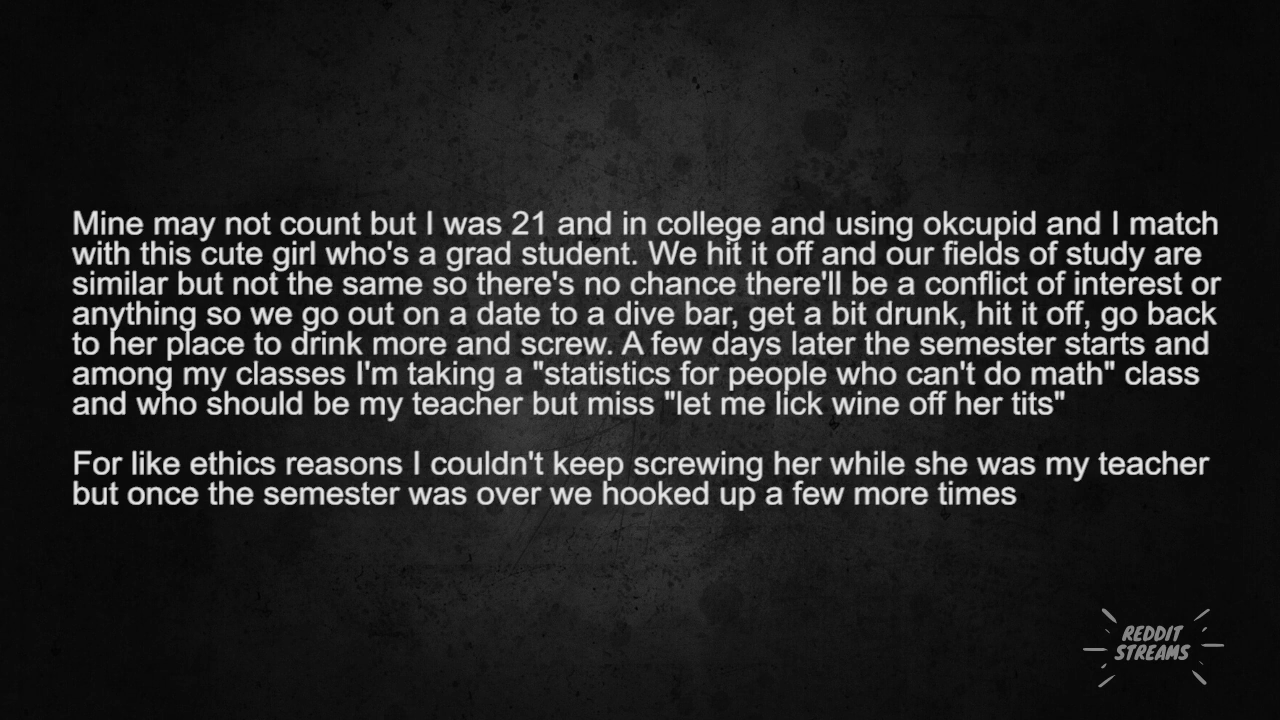 Mine may not count but I was 21 and in college and using okcupid and I match
with this cute girl who's a grad student. We hit it off and our fields of study are
similar but not the same so there's no chance there'll be a conflict of interest or
anything so we go out on a date to a dive bar, get a bit drunk, hit it off, go back
to her place to drink more and screw. A few days later the semester starts and
among my classes I'm taking a "statistics for people who can't do math" class
and who should be my teacher but miss "let me lick wine off her tits"
For like ethics reasons I couldn't keep screwing her while she was my teacher
but once the semester was over we hooked up a few more times
REDDIT
STREAMS